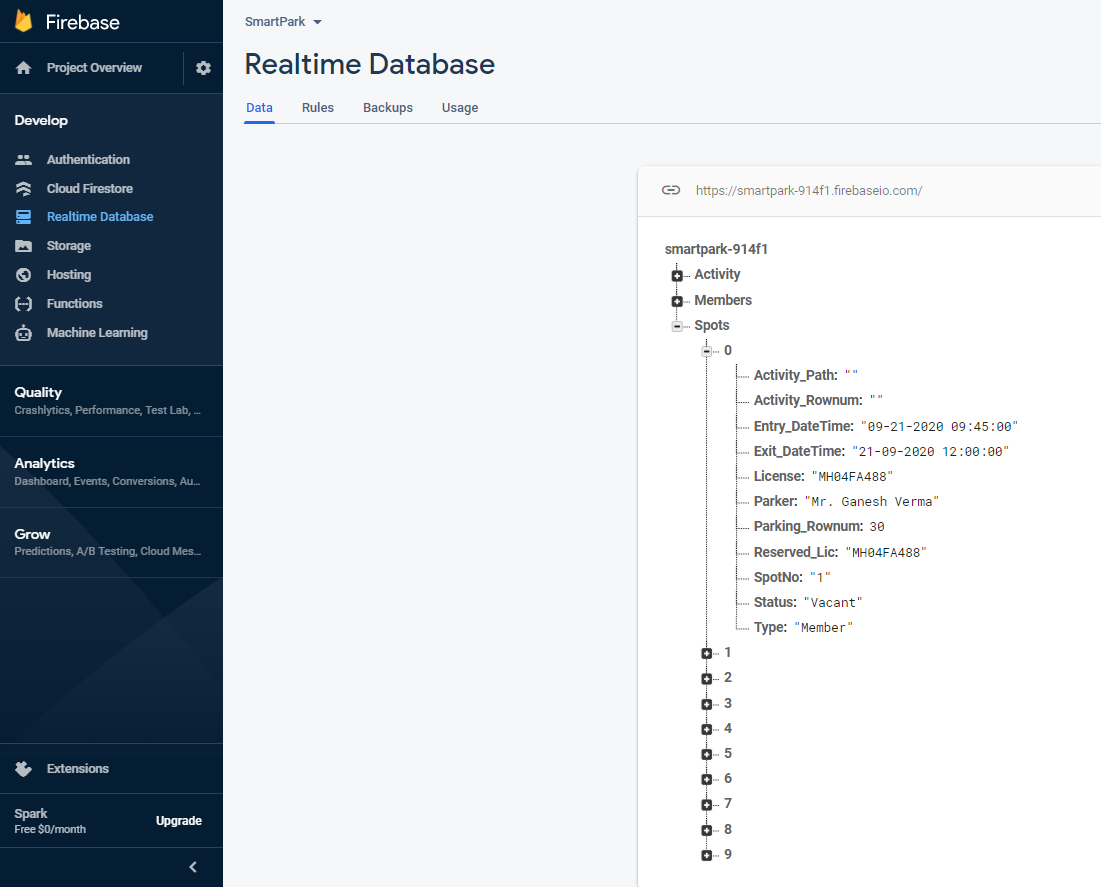 Firebase
Project Overview
Develop
Authentication
Cloud Firestore
Realtime Database
Storage
Hosting
Functions
Machine Learning
Quality
Crashlytics, Performance, Test Lab, ...
Analytics
Dashboard, Events, Conversions, Au...
Grow
Predictions, A/B Testing, Cloud Mes...
Extensions
Spark
Free $0/month
Upgrade
SmartPark
Realtime Database
Data Rules Backups Usage
https://smartpark-914f1.firebaseio.com/
smartpark-914f1
Activity
Members
Spots
0
Activity_Path: ""
Activity_Rownum: ""
Entry_DateTime: "09-21-2020 09:45:00"
Exit_DateTime: "21-09-2020 12:00:00"
License: "MH04FA488"
Parker: "Mr. Ganesh Verma"
Parking_Rownum: 30
Reserved_Lic: "MH04FA488"
SpotNo: "1"
Status: "Vacant"
Type: "Member"
1
2
3
4
5
6
7
8
9